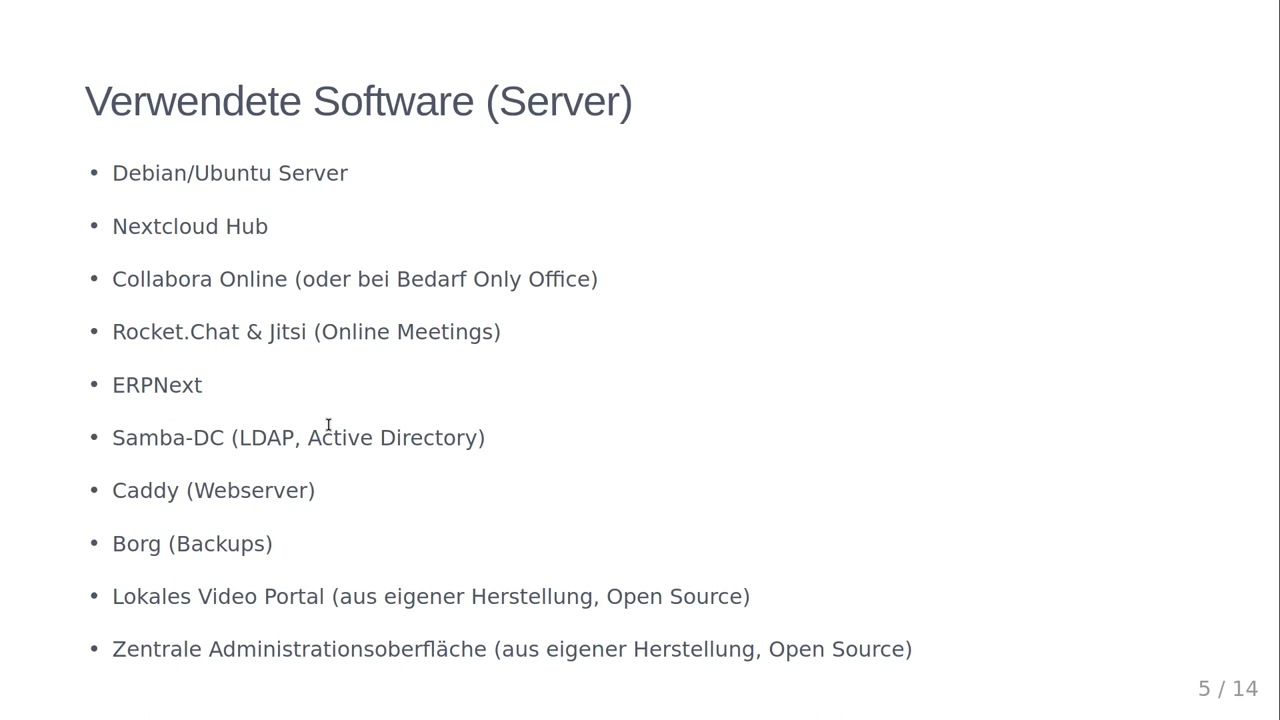 Verwendete Software (Server)
• Debian/Ubuntu Server
• Nextcloud Hub
• Collabora Online (oder bei Bedarf Only Office)
• Rocket.Chat & Jitsi (Online Meetings)
• ERPNext
• Samba-DC (LDAP, Active Directory)
• Caddy (Webserver)
• Borg (Backups)
• Lokales Video Portal (aus eigener Herstellung, Open Source)
• Zentrale Administrationsoberfläche (aus eigener Herstellung, Open Source)
5 / 14